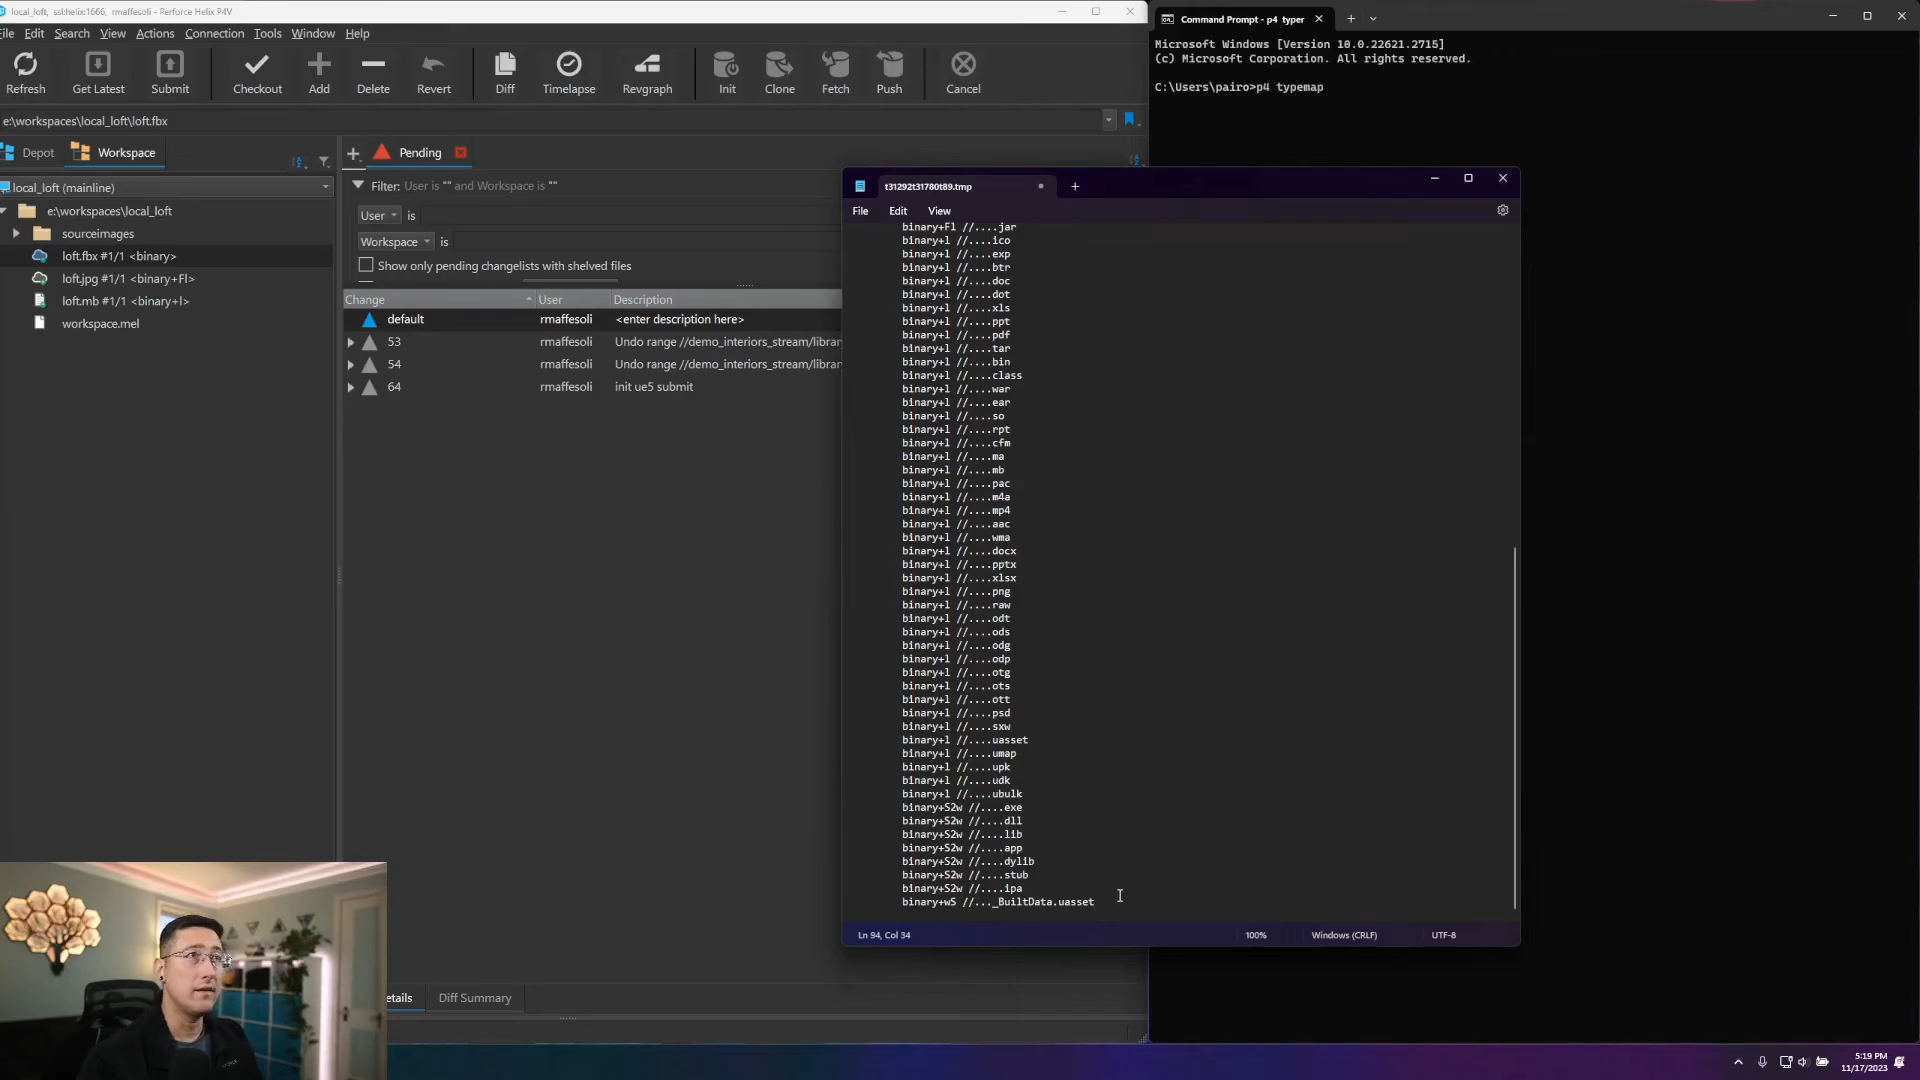 local_loft, ssl:helix:1666, rmaffesoli - Perforce Helix P4V
File Edit Search View Actions Connection Tools Window Help
Refresh Get Latest Submit Checkout Add Delete Revert Diff Timelapse Revgraph Init Clone Fetch Push Cancel
e:\workspaces\local_loft\loft.fbx
Depot Workspace
local_loft (mainline)
e:\workspaces\local_loft
sourceimages
loft.fbx #1/1 <binary>
loft.jpg #1/1 <binary+Fl>
loft.mb #1/1 <binary+l>
workspace.mel
Pending
Filter: User is "" and Workspace is ""
User is
Workspace is
Show only pending changelists with shelved files
Change User Description
default rmaffesoli <enter description here>
53 rmaffesoli Undo range //demo_interiors_stream/librar
54 rmaffesoli Undo range //demo_interiors_stream/librar
64 rmaffesoli init ue5 submit
etails Diff Summary
Command Prompt - p4 typer
Microsoft Windows [Version 10.0.22621.2715]
(c) Microsoft Corporation. All rights reserved.
C:\Users\pairo>p4 typemap
t31292t31780t89.tmp
File Edit View
binary+Fl //....jar
binary+l //....ico
binary+l //....exp
binary+l //....btr
binary+l //....doc
binary+l //....dot
binary+l //....xls
binary+l //....ppt
binary+l //....pdf
binary+l //....tar
binary+l //....bin
binary+l //....class
binary+l //....war
binary+l //....ear
binary+l //....so
binary+l //....rpt
binary+l //....cfm
binary+l //....ma
binary+l //....mb
binary+l //....pac
binary+l //....m4a
binary+l //....mp4
binary+l //....aac
binary+l //....wma
binary+l //....docx
binary+l //....pptx
binary+l //....xlsx
binary+l //....png
binary+l //....raw
binary+l //....odt
binary+l //....ods
binary+l //....odg
binary+l //....odp
binary+l //....otg
binary+l //....ots
binary+l //....ott
binary+l //....psd
binary+l //....sxw
binary+l //....uasset
binary+l //....umap
binary+l //....upk
binary+l //....udk
binary+l //....ubulk
binary+S2w //....exe
binary+S2w //....dll
binary+S2w //....lib
binary+S2w //....app
binary+S2w //....dylib
binary+S2w //....stub
binary+S2w //....ipa
binary+wS //..._BuiltData.uasset
Ln 94, Col 34 100% Windows (CRLF) UTF-8
5:19 PM
11/17/2023